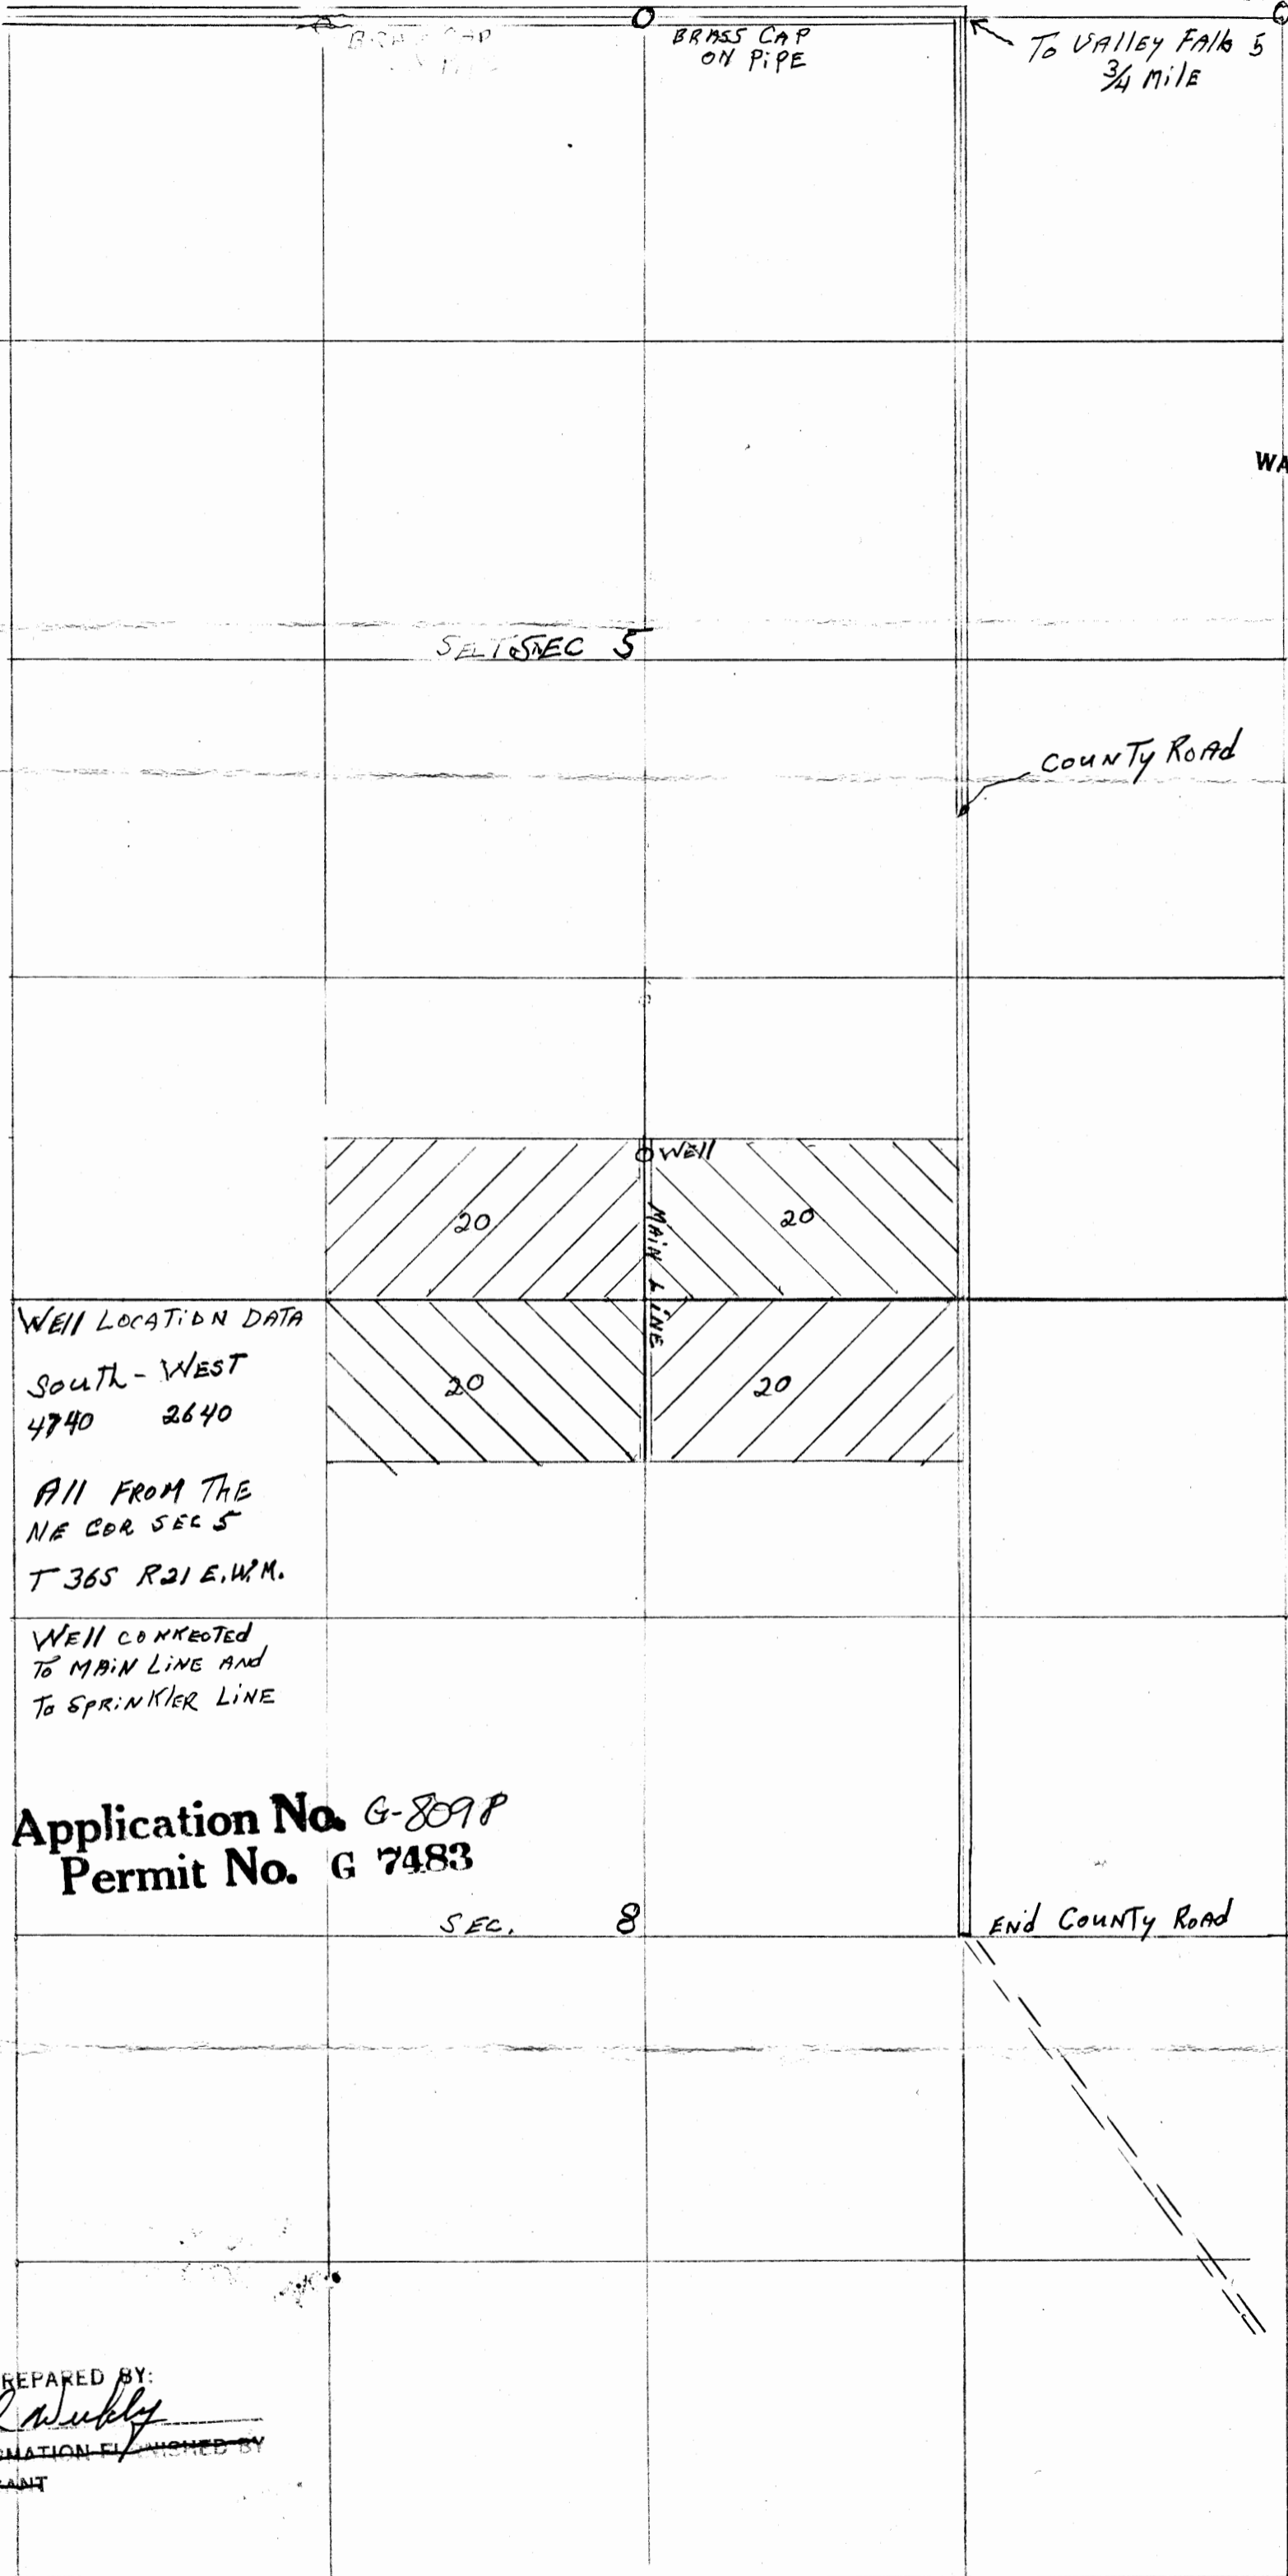 BRASS CAP
ON PIPE
To VAlley FAlls 5
3/4 MilE
WA
SEC 5
COUNTy ROAd
WEll
20
20
MAIN LINE
20
20
WEll LOCATION DATA
South - WEST
4740 2640
All FROM THE
NE COR SEC 5
T 36S R21 E.W.M.
WEll CONNECTEd
To MAIN LINE ANd
To SPRINKlER LINE
Application No. G-8098
Permit No. G 7483
SEC. 8
ENd COUNTy ROAd
REPARED BY: